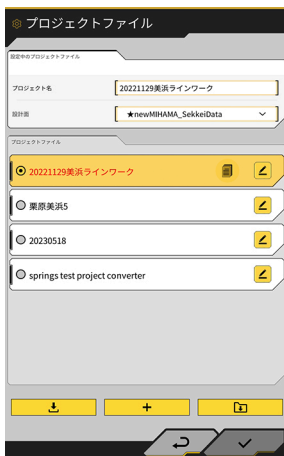 プロジェクトファイル
設定中のプロジェクトファイル
プロジェクト名
20221129美浜ラインワーク
設計面
★newMIHAMA_SekkeiData
プロジェクトファイル
20221129美浜ラインワーク
栗原美浜5
20230518
springs test project converter